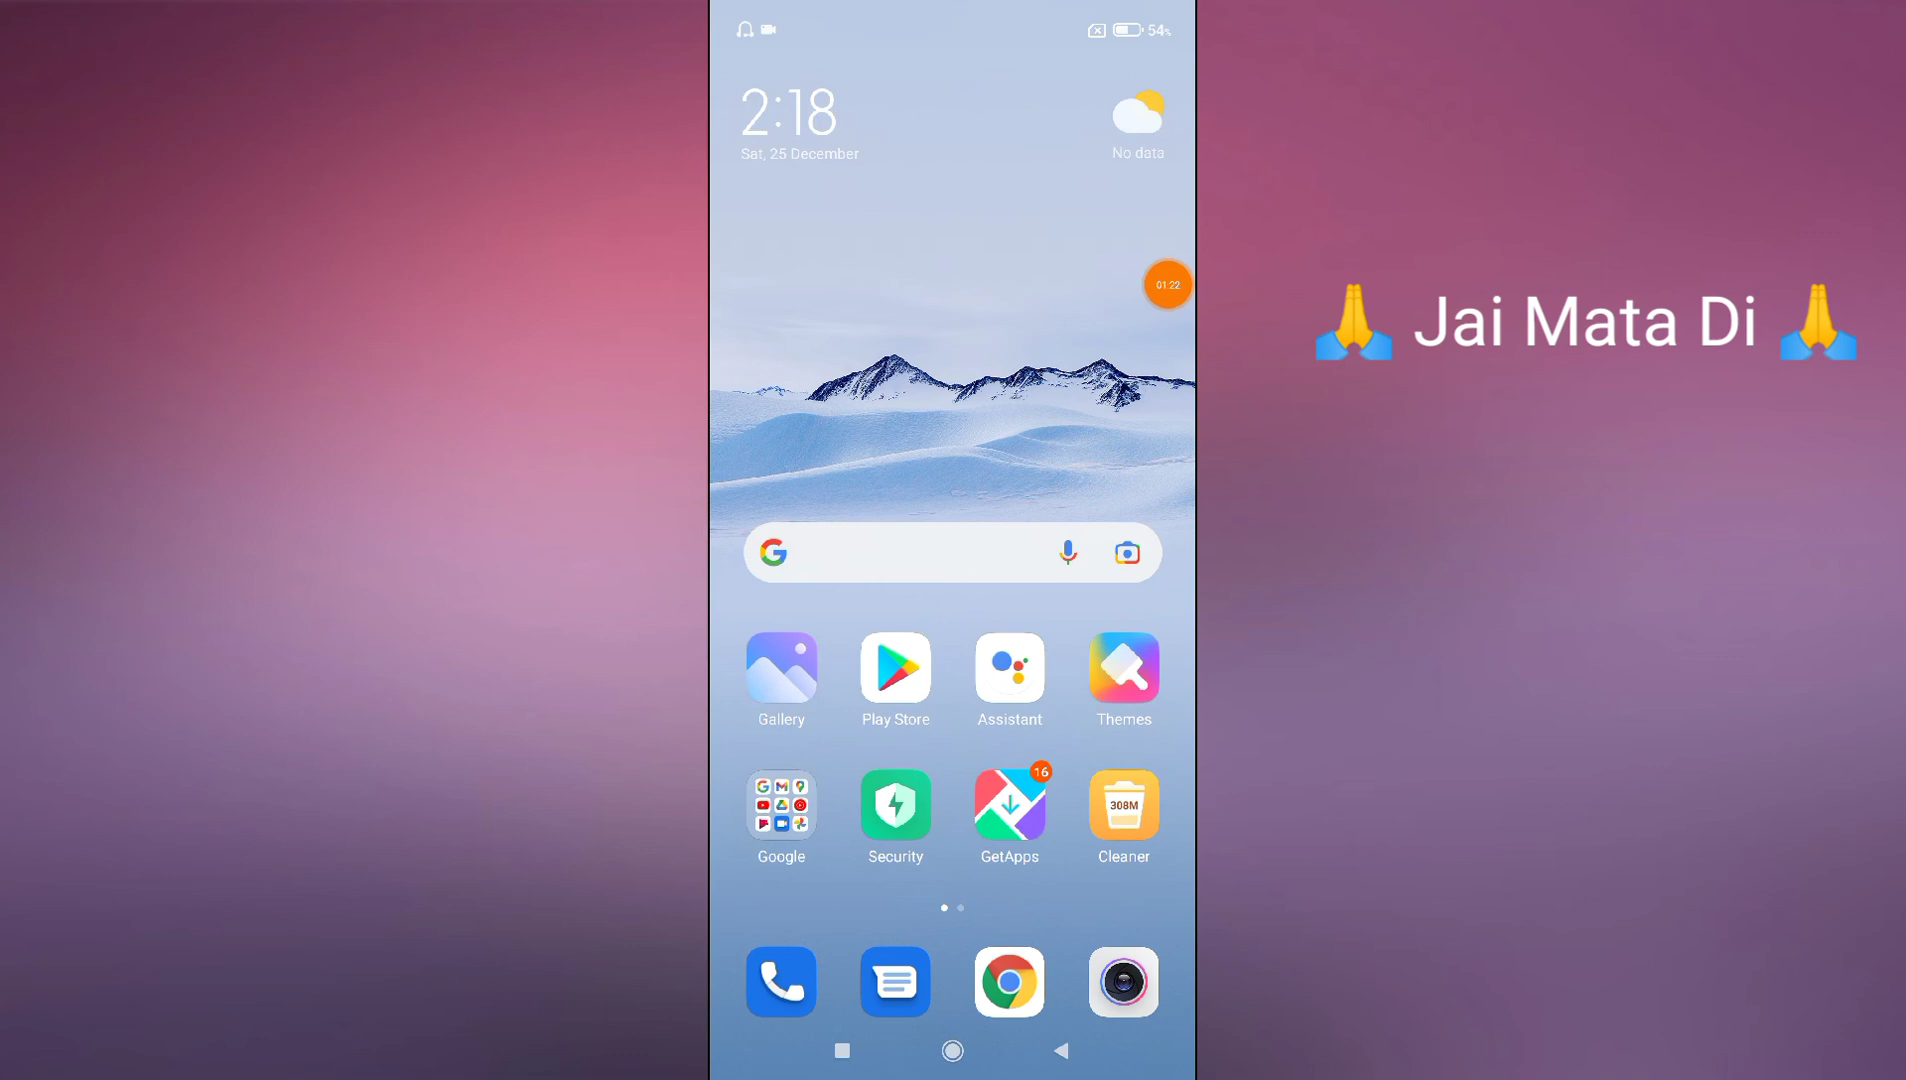 54%
2:18
Sat, 25 December
No data
01:22
🙏 Jai Mata Di 🙏
Gallery
Play Store
Assistant
Themes
16
308M
Google
Security
GetApps
Cleaner